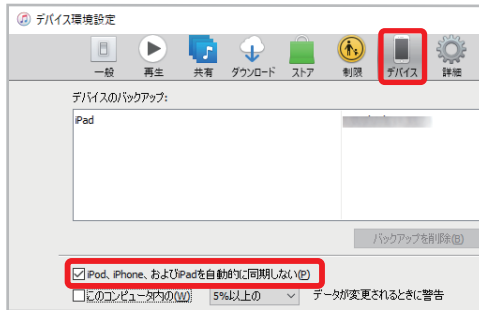 デバイス環境設定
一般 再生 共有 ダウンロード ストア 制限 デバイス 詳細
デバイスのバックアップ:
iPad
バックアップを削除(B)
iPod、iPhone、およびiPadを自動的に同期しない(P)
このコンピュータ内の(W) 5%以上の データが変更されるときに警告